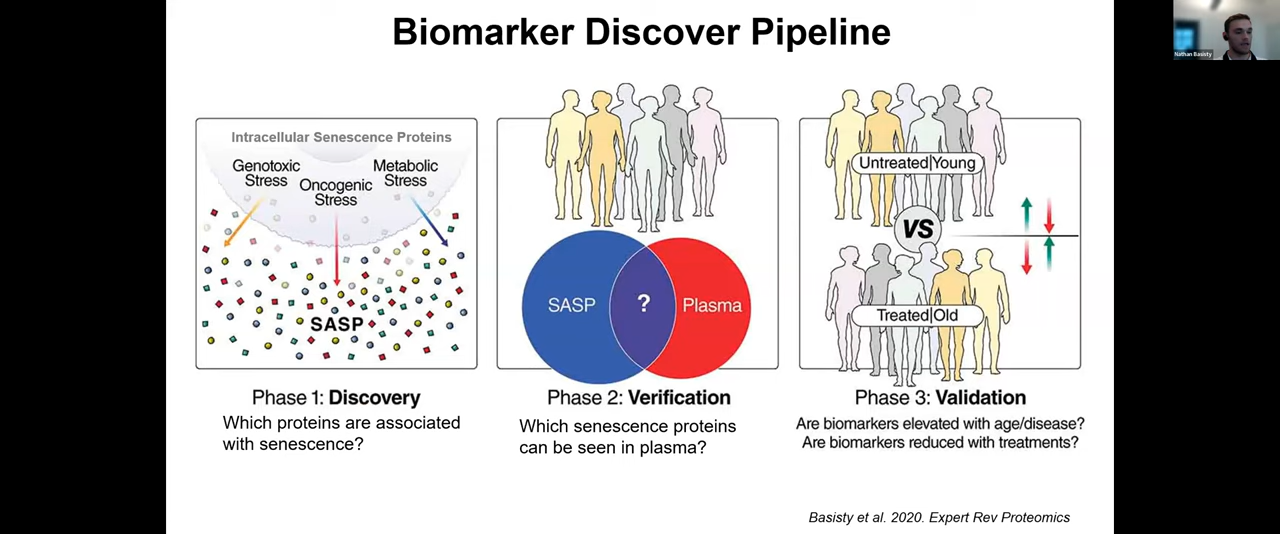 Biomarker Discover Pipeline
Nathan Basisty
Intracellular Senescence Proteins
Genotoxic
Stress
Oncogenic
Stress
Metabolic
Stress
SASP
Phase 1: Discovery
Which proteins are associated
with senescence?
SASP
?
Plasma
Phase 2: Verification
Which senescence proteins
can be seen in plasma?
Untreated|Young
VS
Treated|Old
Phase 3: Validation
Are biomarkers elevated with age/disease?
Are biomarkers reduced with treatments?
Basisty et al. 2020. Expert Rev Proteomics